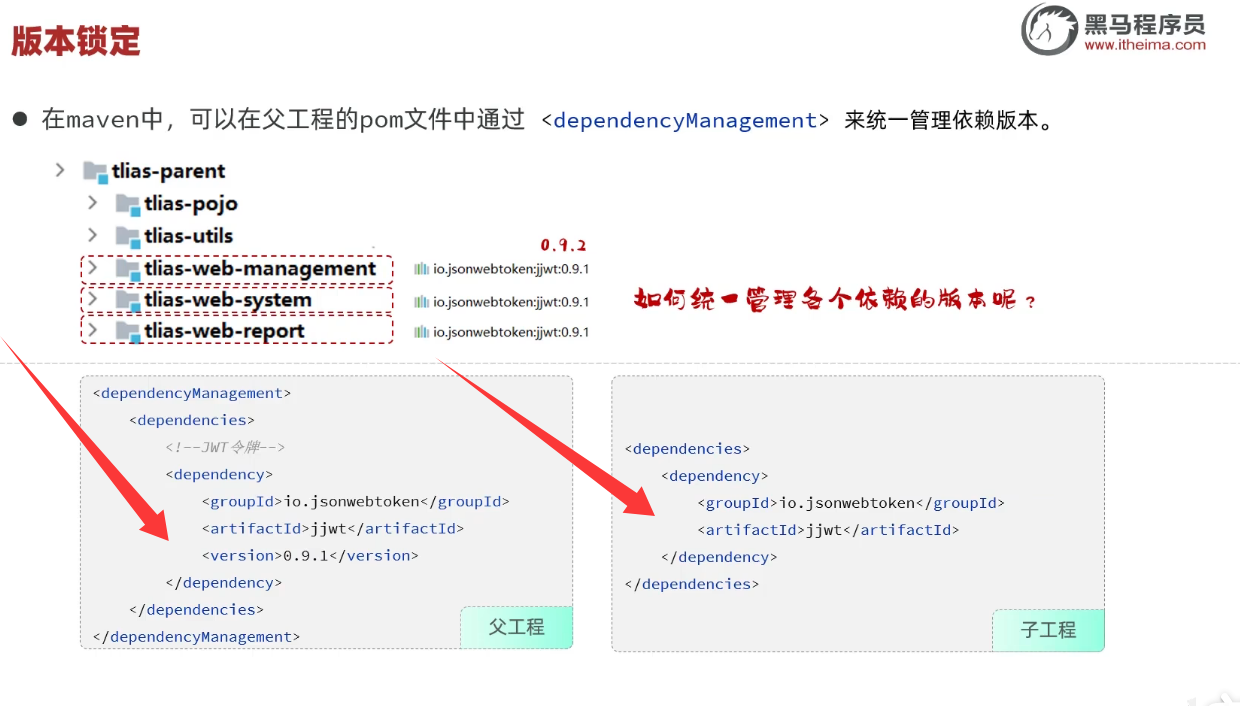 版本锁定
黑马程序员
www.itheima.com
● 在maven中，可以在父工程的pom文件中通过 <dependencyManagement> 来统一管理依赖版本。
tlias-parent
tlias-pojo
tlias-utils
0.9.2
tlias-web-management io.jsonwebtoken:jjwt:0.9.1
tlias-web-system io.jsonwebtoken:jjwt:0.9.1
tlias-web-report io.jsonwebtoken:jjwt:0.9.1
如何统一管理各个依赖的版本呢？
<dependencyManagement>
<dependencies>
<!--JWT令牌-->
<dependency>
<groupId>io.jsonwebtoken</groupId>
<artifactId>jjwt</artifactId>
<version>0.9.1</version>
</dependency>
</dependencies>
</dependencyManagement>
父工程
<dependencies>
<dependency>
<groupId>io.jsonwebtoken</groupId>
<artifactId>jjwt</artifactId>
</dependency>
</dependencies>
子工程